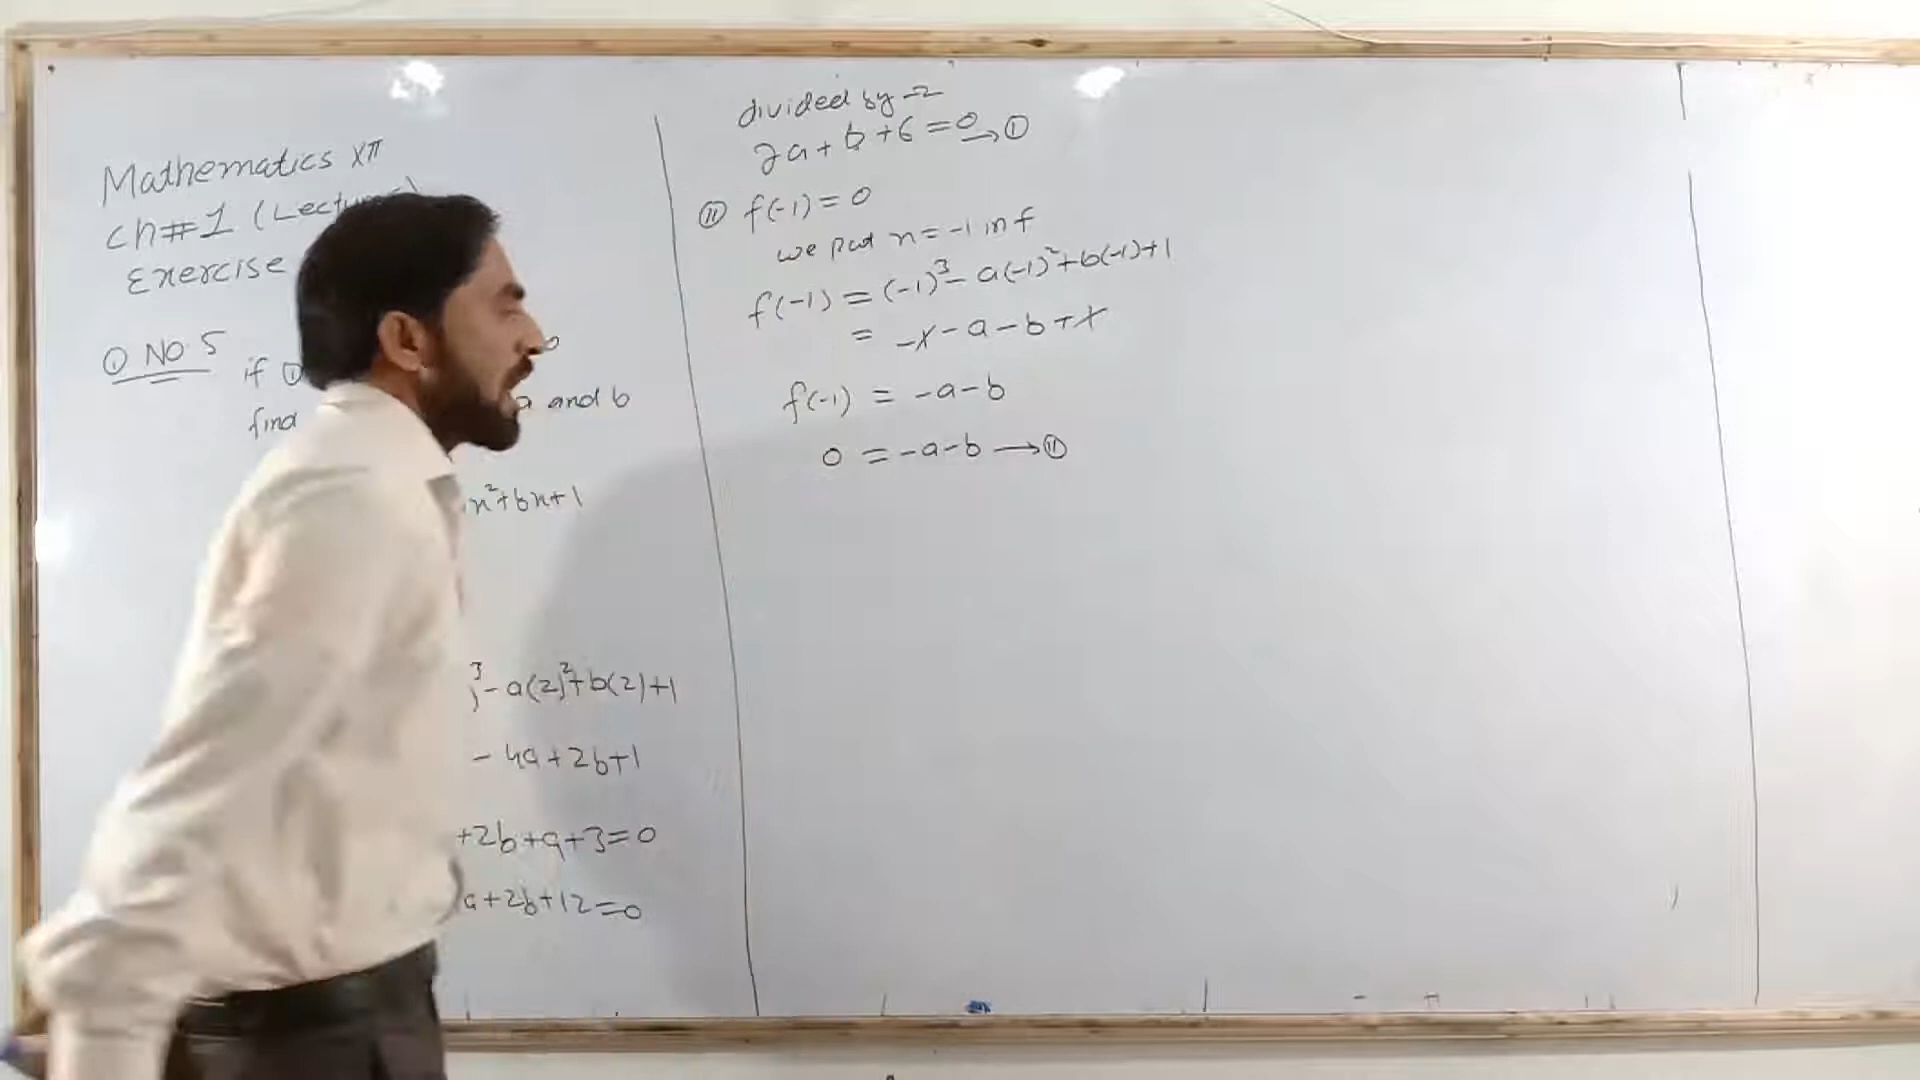 Mathematics XII
Ch#1 (Lecture
Exercise
Q NO. 5
if ①
find a and b
x²+bx+1
)³-a(2)²+b(2)+1
- 4a+2b+1
+2b+a+3=0
a+2b+12=0
divided by -2
2a+b+6=0→①
⑪ f(-1)=0
we put x=-1 in f
f(-1) = (-1)³- a(-1)²+b(-1)+1
= -1-a-b+1
f(-1) = -a-b
0 = -a-b →⑪